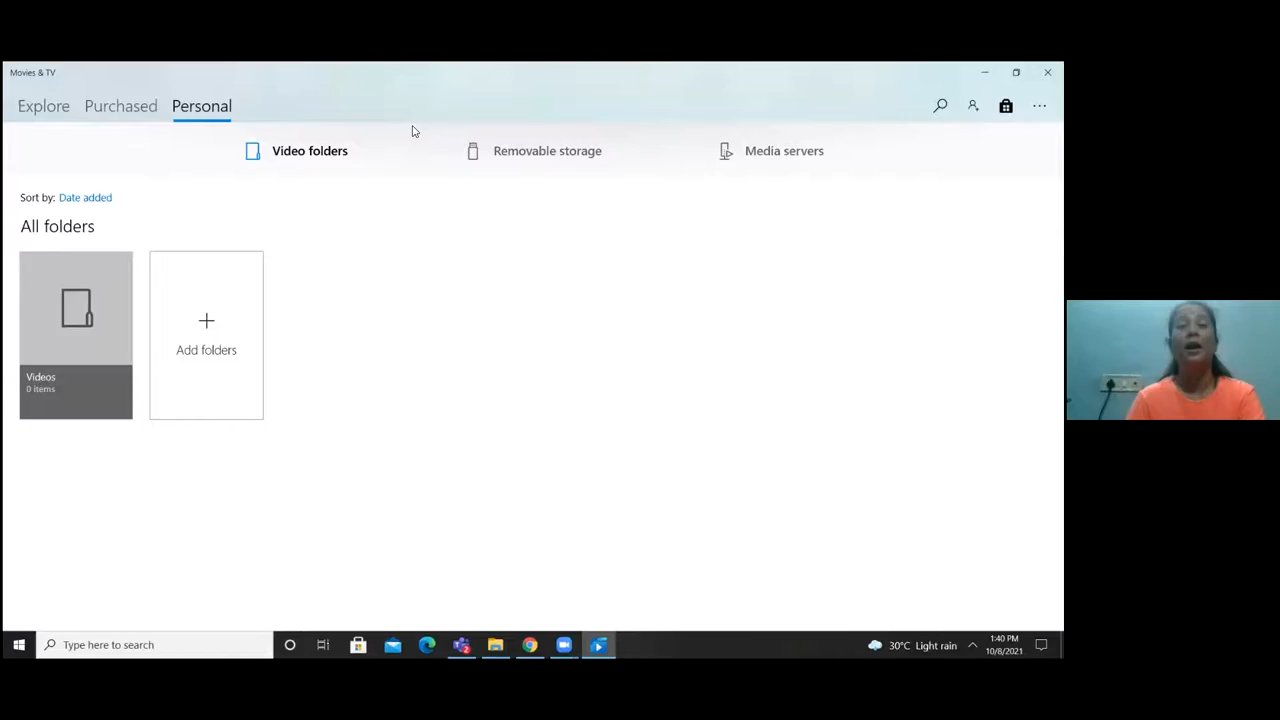 Movies & TV
Explore Purchased Personal
Video folders Removable storage Media servers
Sort by: Date added
All folders
Videos
0 items
Add folders
Type here to search
2
30°C Light rain
1:40 PM
10/8/2021